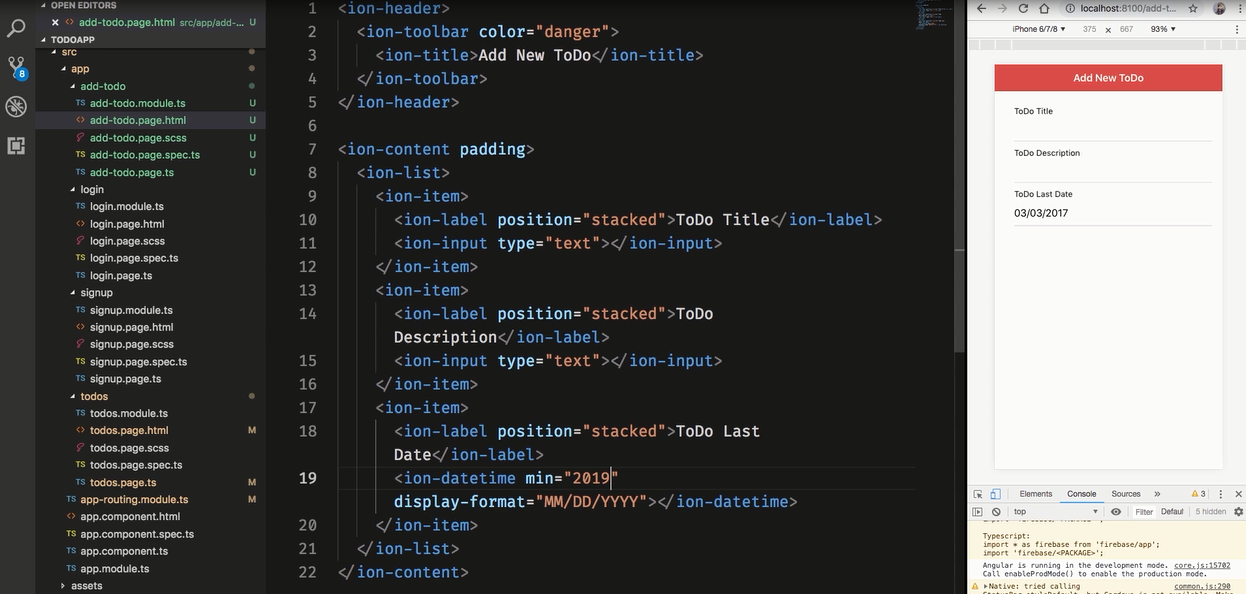 OPEN EDITORS
add-todo.page.html src/app/add-... U
TODOAPP
src
app
add-todo
TS add-todo.module.ts U
<> add-todo.page.html U
add-todo.page.scss U
TS add-todo.page.spec.ts U
TS add-todo.page.ts U
login
TS login.module.ts
<> login.page.html
login.page.scss
TS login.page.spec.ts
TS login.page.ts
signup
TS signup.module.ts
<> signup.page.html
signup.page.scss
TS signup.page.spec.ts
TS signup.page.ts
todos
TS todos.module.ts
<> todos.page.html M
todos.page.scss
TS todos.page.spec.ts
TS todos.page.ts M
TS app-routing.module.ts M
<> app.component.html
TS app.component.spec.ts
TS app.component.ts
TS app.module.ts
assets
8
1 <ion-header>
2 <ion-toolbar color="danger">
3 <ion-title>Add New ToDo</ion-title>
4 </ion-toolbar>
5 </ion-header>
6
7 <ion-content padding>
8 <ion-list>
9 <ion-item>
10 <ion-label position="stacked">ToDo Title</ion-label>
11 <ion-input type="text"></ion-input>
12 </ion-item>
13 <ion-item>
14 <ion-label position="stacked">ToDo
Description</ion-label>
15 <ion-input type="text"></ion-input>
16 </ion-item>
17 <ion-item>
18 <ion-label position="stacked">ToDo Last
Date</ion-label>
19 <ion-datetime min="2019"
display-format="MM/DD/YYYY"></ion-datetime>
20 </ion-item>
21 </ion-list>
22 </ion-content>
localhost:8100/add-t...
iPhone 6/7/8 375 x 667 93%
Add New ToDo
ToDo Title
ToDo Description
ToDo Last Date
03/03/2017
Elements Console Sources » 3
top Filter Defaul 5 hidden
Typescript:
import * as firebase from 'firebase/app';
import 'firebase/<PACKAGE>';
Angular is running in the development mode. core.js:15702
Call enableProdMode() to enable the production mode.
Native: tried calling common.js:290